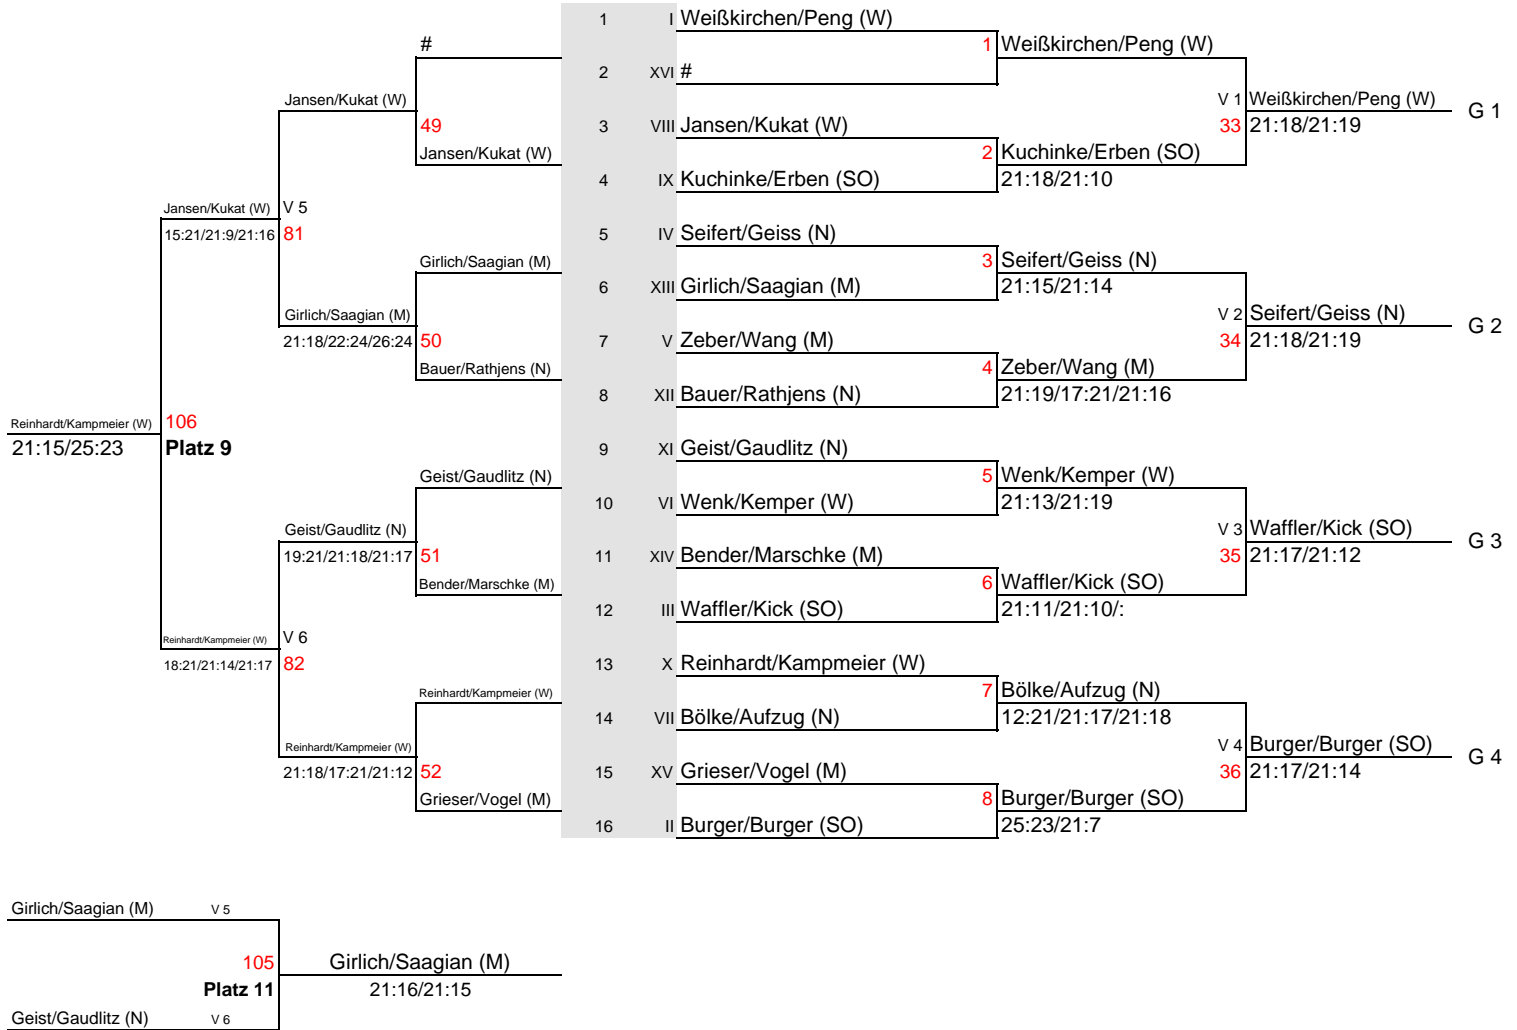 1 I Weißkirchen/Peng (W)
# 1 Weißkirchen/Peng (W)
2 XVI #
Jansen/Kukat (W) V 1 Weißkirchen/Peng (W) G 1
49 3 VIII Jansen/Kukat (W) 33 21:18/21:19
Jansen/Kukat (W) 2 Kuchinke/Erben (SO)
4 IX Kuchinke/Erben (SO) 21:18/21:10
Jansen/Kukat (W) V 5
15:21/21:9/21:16 81 5 IV Seifert/Geiss (N)
Girlich/Saagian (M) 3 Seifert/Geiss (N)
6 XIII Girlich/Saagian (M) 21:15/21:14
Girlich/Saagian (M) V 2 Seifert/Geiss (N) G 2
21:18/22:24/26:24 50 7 V Zeber/Wang (M) 34 21:18/21:19
Bauer/Rathjens (N) 4 Zeber/Wang (M)
8 XII Bauer/Rathjens (N) 21:19/17:21/21:16
Reinhardt/Kampmeier (W) 106
21:15/25:23 Platz 9 9 XI Geist/Gaudlitz (N)
Geist/Gaudlitz (N) 5 Wenk/Kemper (W)
10 VI Wenk/Kemper (W) 21:13/21:19
Geist/Gaudlitz (N) V 3 Waffler/Kick (SO) G 3
19:21/21:18/21:17 51 11 XIV Bender/Marschke (M) 35 21:17/21:12
Bender/Marschke (M) 6 Waffler/Kick (SO)
12 III Waffler/Kick (SO) 21:11/21:10/:
Reinhardt/Kampmeier (W) V 6
18:21/21:14/21:17 82 13 X Reinhardt/Kampmeier (W)
Reinhardt/Kampmeier (W) 7 Bölke/Aufzug (N)
14 VII Bölke/Aufzug (N) 12:21/21:17/21:18
Reinhardt/Kampmeier (W) V 4 Burger/Burger (SO) G 4
21:18/17:21/21:12 52 15 XV Grieser/Vogel (M) 36 21:17/21:14
Grieser/Vogel (M) 8 Burger/Burger (SO)
16 II Burger/Burger (SO) 25:23/21:7
Girlich/Saagian (M) V 5
105 Girlich/Saagian (M)
Platz 11 21:16/21:15
Geist/Gaudlitz (N) V 6